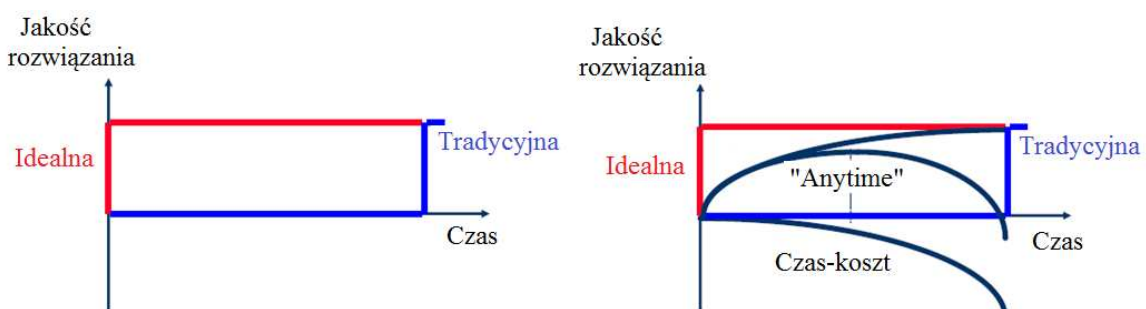 Jakość
rozwiązania
Idealna
Tradycyjna
Czas
Jakość
rozwiązania
Idealna
Tradycyjna
"Anytime"
Czas
Czas-koszt